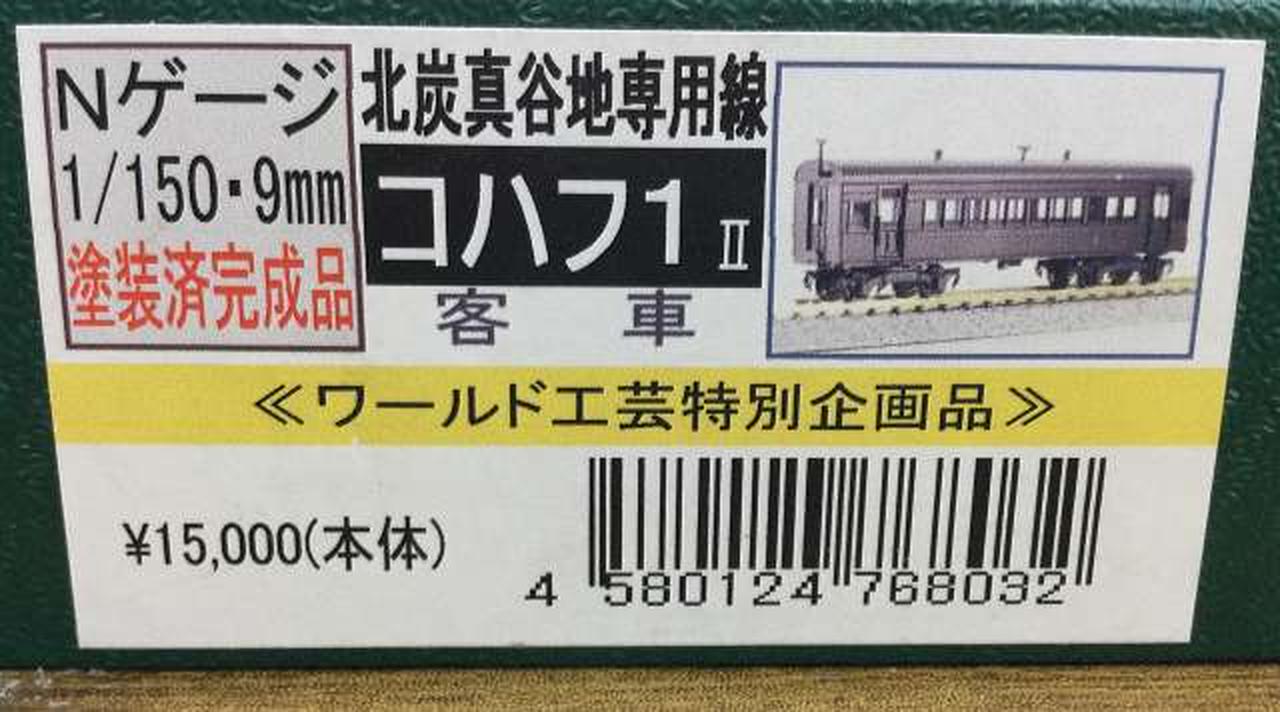 Nゲージ
1/150・9mm
塗装済完成品
北炭真谷地専用線
コハフ1 Ⅱ
客車
≪ワールド工芸特別企画品≫
¥15,000(本体)
4 580124 768032